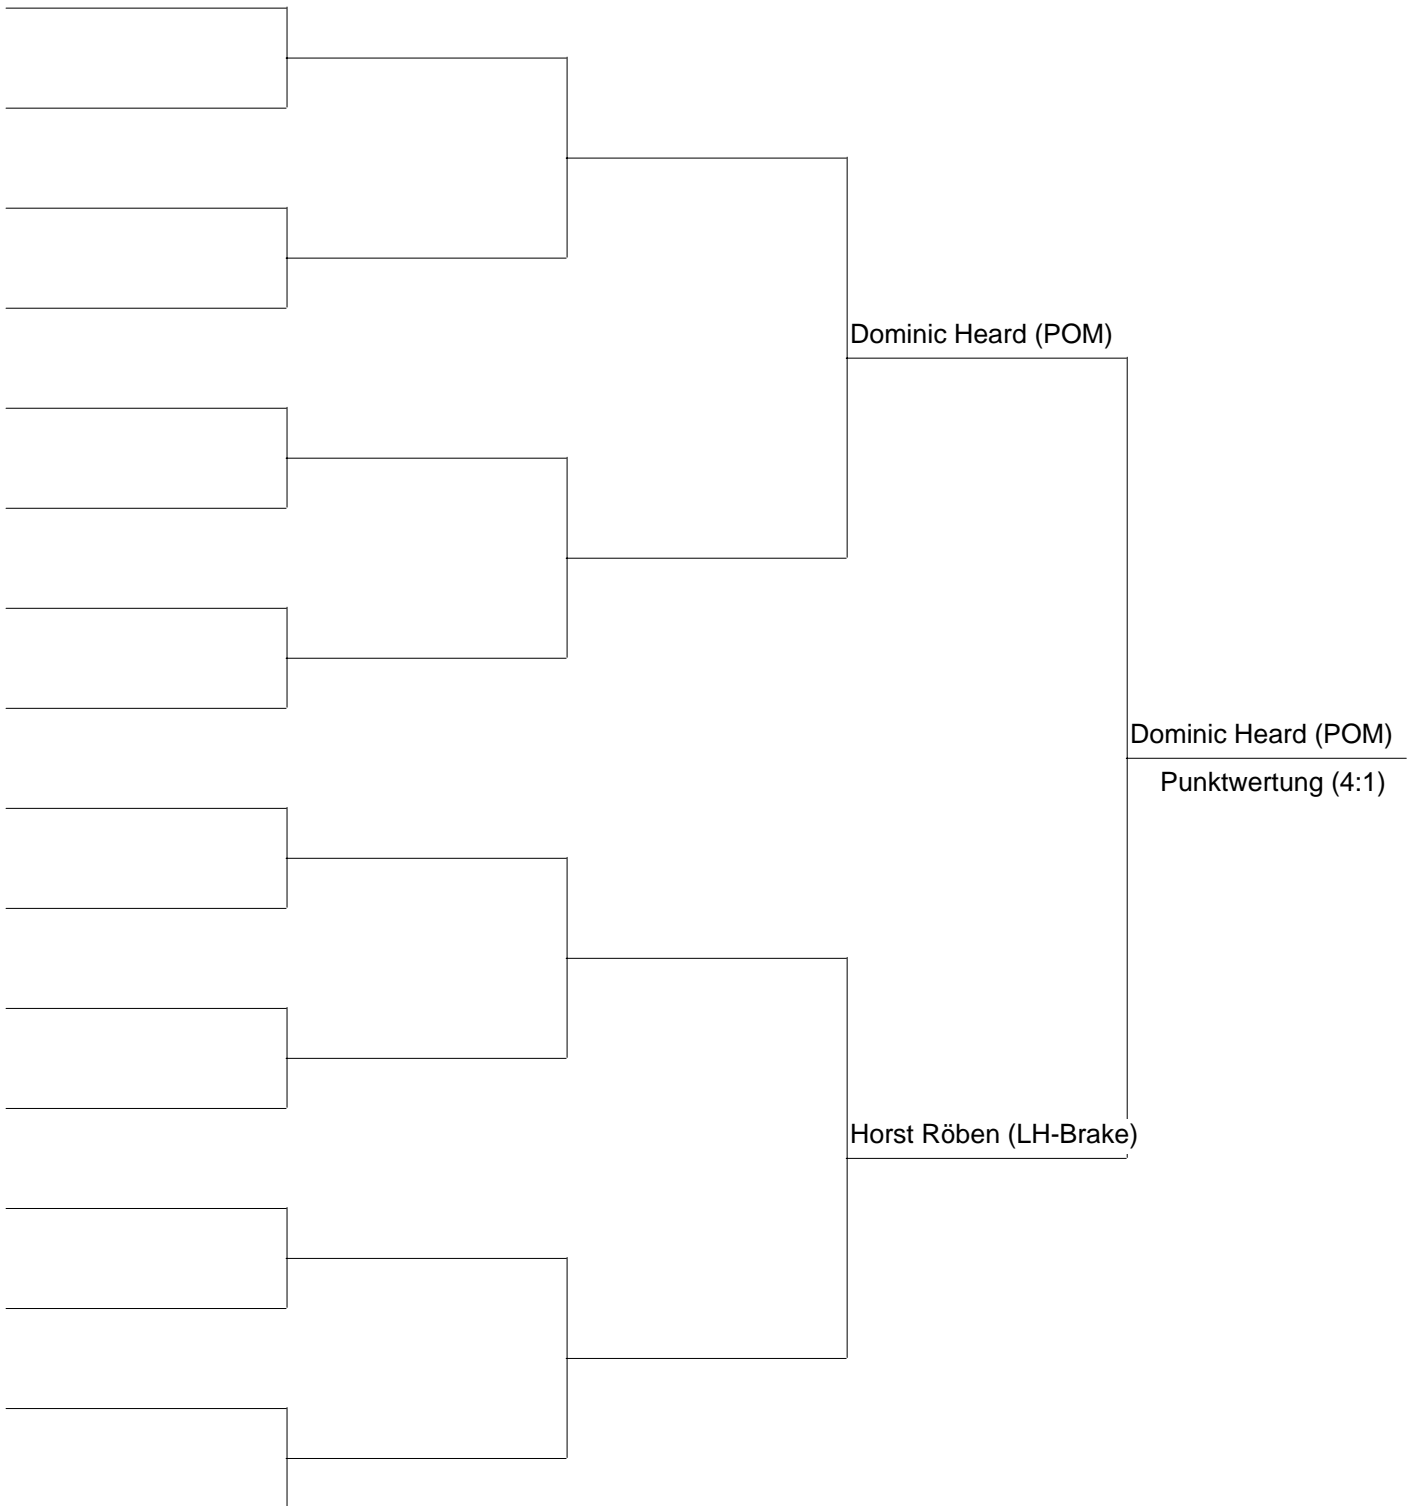 Dominic Heard (POM)
Dominic Heard (POM)
Punktwertung (4:1)
Horst Röben (LH-Brake)